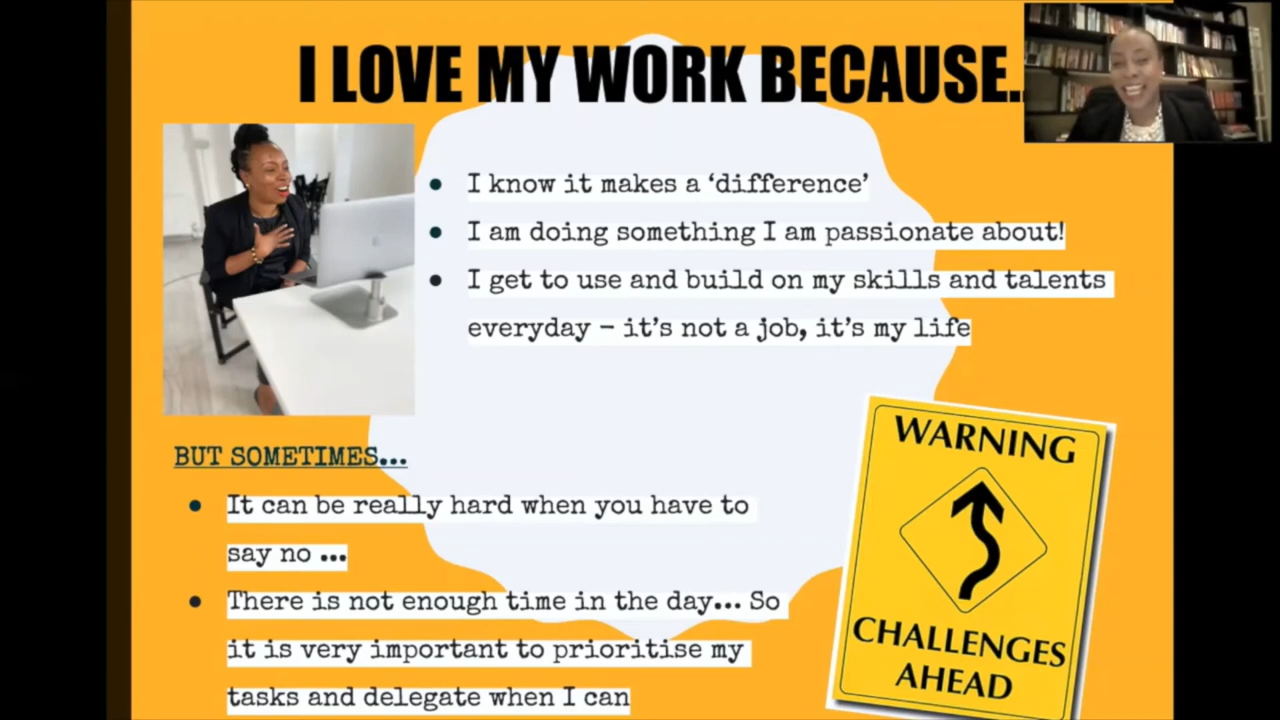 I LOVE MY WORK BECAUSE..
• I know it makes a ‘difference’
• I am doing something I am passionate about!
• I get to use and build on my skills and talents
everyday – it’s not a job, it’s my life
BUT SOMETIMES...
• It can be really hard when you have to
say no ...
• There is not enough time in the day... So
it is very important to prioritise my
tasks and delegate when I can
WARNING
CHALLENGES
AHEAD